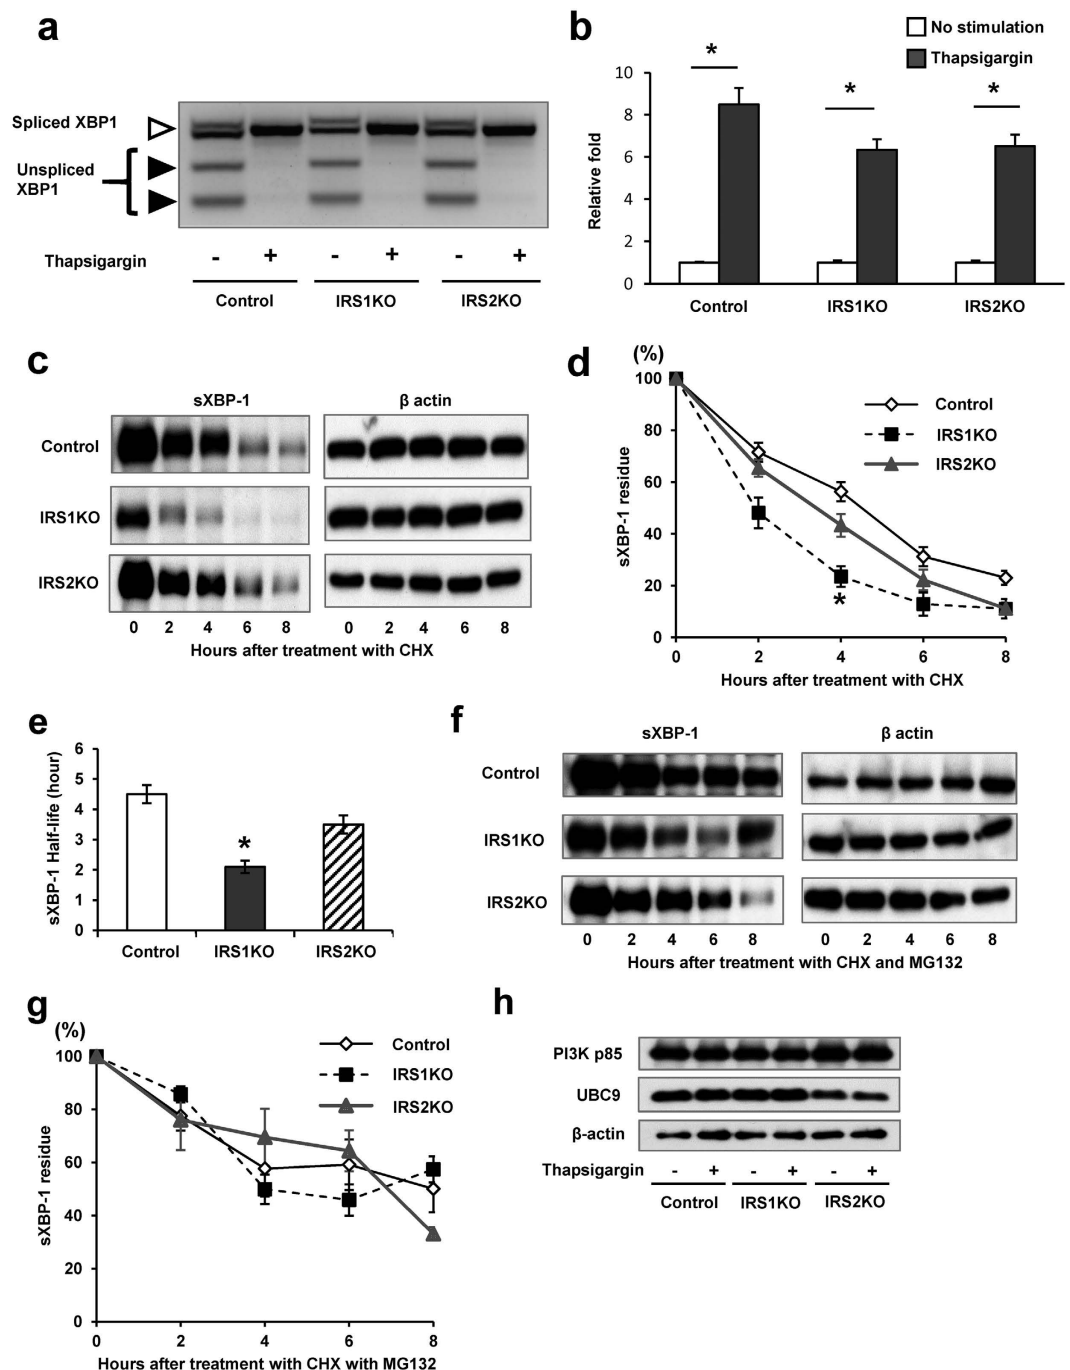 a
Spliced XBP1
Unspliced
XBP1
Thapsigargin
- + - + - +
Control IRS1KO IRS2KO
b
No stimulation
Thapsigargin
Relative fold
10
8
6
4
2
0
* * *
Control IRS1KO IRS2KO
c
sXBP-1 β actin
Control
IRS1KO
IRS2KO
0 2 4 6 8 0 2 4 6 8
Hours after treatment with CHX
d
(%)
sXBP-1 residue
100
80
60
40
20
0
Control
IRS1KO
IRS2KO
*
0 2 4 6 8
Hours after treatment with CHX
e
sXBP-1 Half-life (hour)
6
5
4
3
2
1
0
*
Control IRS1KO IRS2KO
f
sXBP-1 β actin
Control
IRS1KO
IRS2KO
0 2 4 6 8 0 2 4 6 8
Hours after treatment with CHX and MG132
g
(%)
sXBP-1 residue
100
80
60
40
20
0
Control
IRS1KO
IRS2KO
0 2 4 6 8
Hours after treatment with CHX with MG132
h
PI3K p85
UBC9
β-actin
Thapsigargin - + - + - +
Control IRS1KO IRS2KO